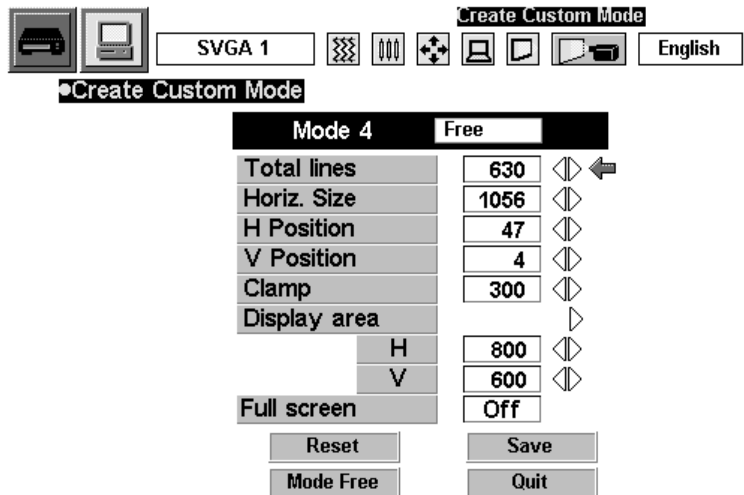 Create Custom Mode
SVGA 1 English
Create Custom Mode
Mode 4 Free
Total lines 630
Horiz. Size 1056
H Position 47
V Position 4
Clamp 300
Display area
H 800
V 600
Full screen Off
Reset Save
Mode Free Quit